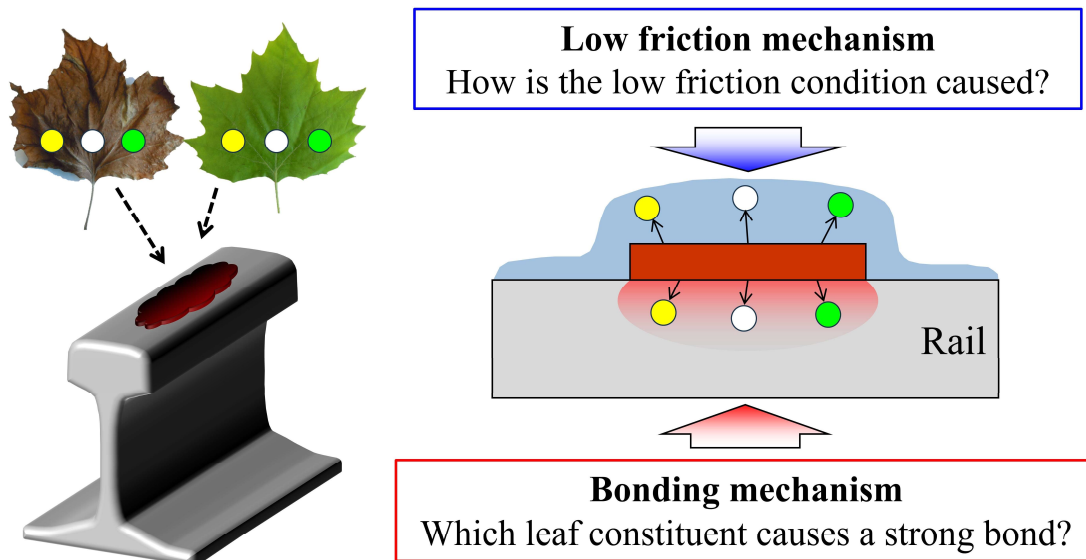 Low friction mechanism
How is the low friction condition caused?
Rail
Bonding mechanism
Which leaf constituent causes a strong bond?